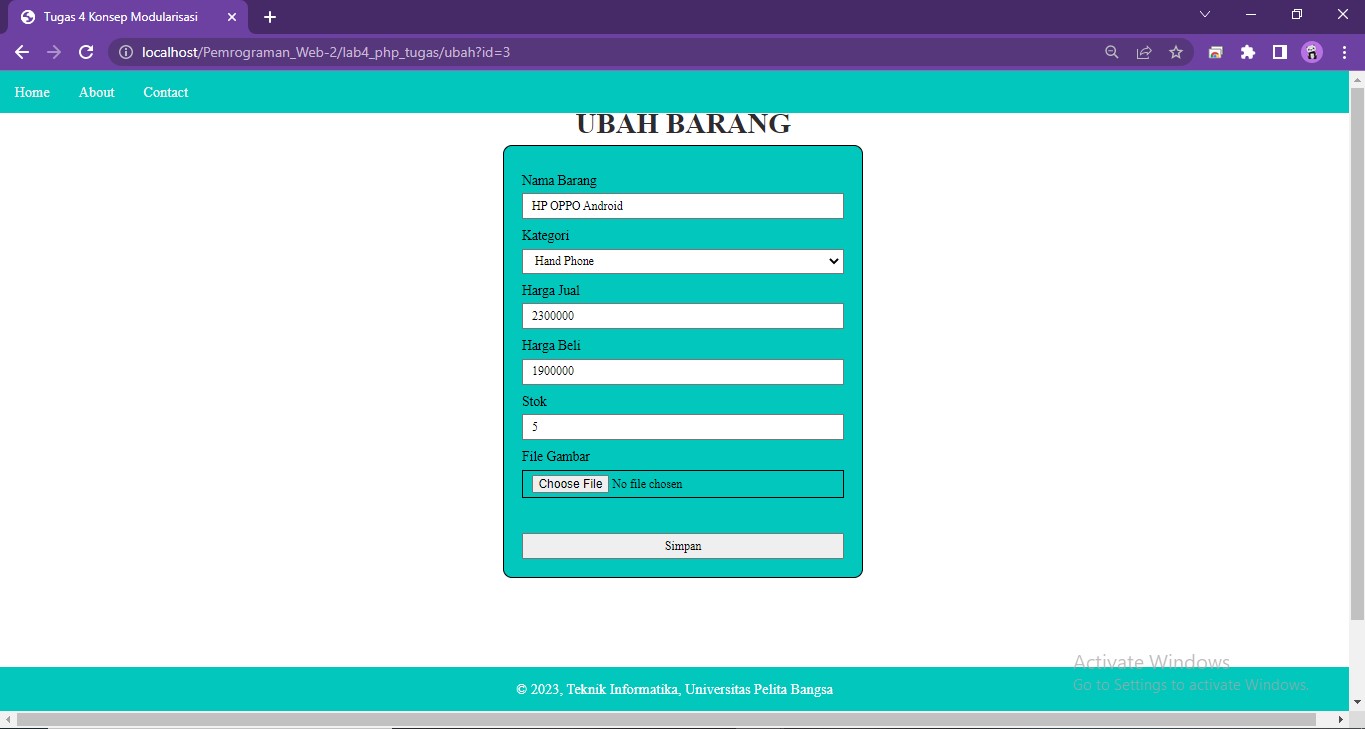 Tugas 4 Konsep Modularisasi
localhost/Pemrograman_Web-2/lab4_php_tugas/ubah?id=3
Home About Contact
UBAH BARANG
Nama Barang
HP OPPO Android
Kategori
Hand Phone
Harga Jual
2300000
Harga Beli
1900000
Stok
5
File Gambar
Choose File No file chosen
Simpan
Activate Windows
Go to Settings to activate Windows.
© 2023, Teknik Informatika, Universitas Pelita Bangsa